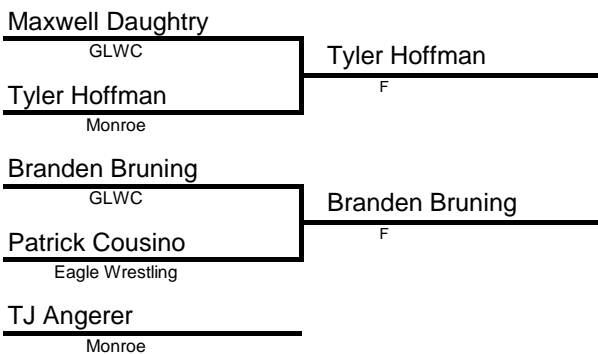 Maxwell Daughtry
GLWC
Tyler Hoffman
F
Tyler Hoffman
Monroe
Branden Bruning
GLWC
Branden Bruning
F
Patrick Cousino
Eagle Wrestling
TJ Angerer
Monroe